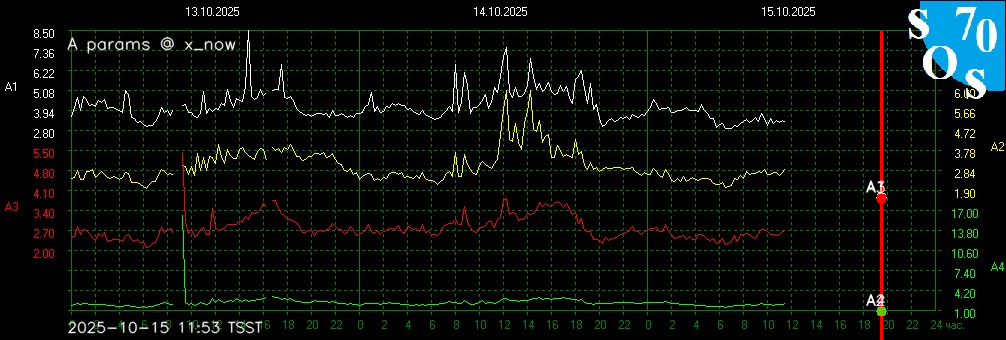 13.10.2025 14.10.2025 15.10.2025
S 70
O
S
A params @ x_now
8.50
7.36
6.22
A1 5.08
3.94
2.80
5.50
4.80
4.10
A3 3.40
2.70
2.00
6.60
5.66
4.72
3.78 A2
2.84
1.90
17.00
13.80
10.60
7.40 A4
4.20
1.00
A2
2025-10-15 11:53 TSST
18 20 22 0 2 4 6 8 10 12 14 16 18 20 22 0 2 4 6 8 10 12 14 16 18 20 22 24 час.